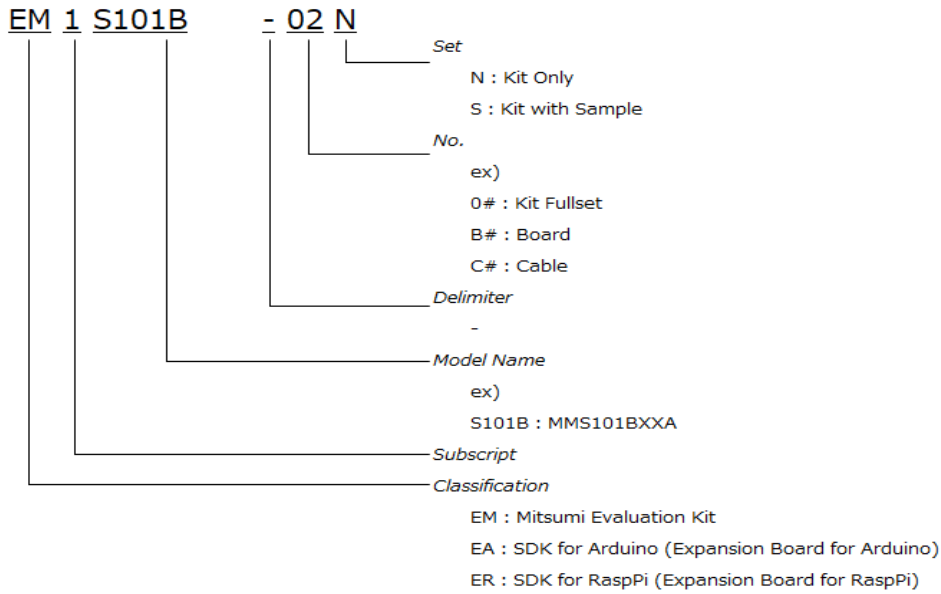 EM 1 S101B - 02 N
Set
N : Kit Only
S : Kit with Sample
No.
ex)
0# : Kit Fullset
B# : Board
C# : Cable
Delimiter
-
Model Name
ex)
S101B : MMS101BXXA
Subscript
Classification
EM : Mitsumi Evaluation Kit
EA : SDK for Arduino (Expansion Board for Arduino)
ER : SDK for RaspPi (Expansion Board for RaspPi)